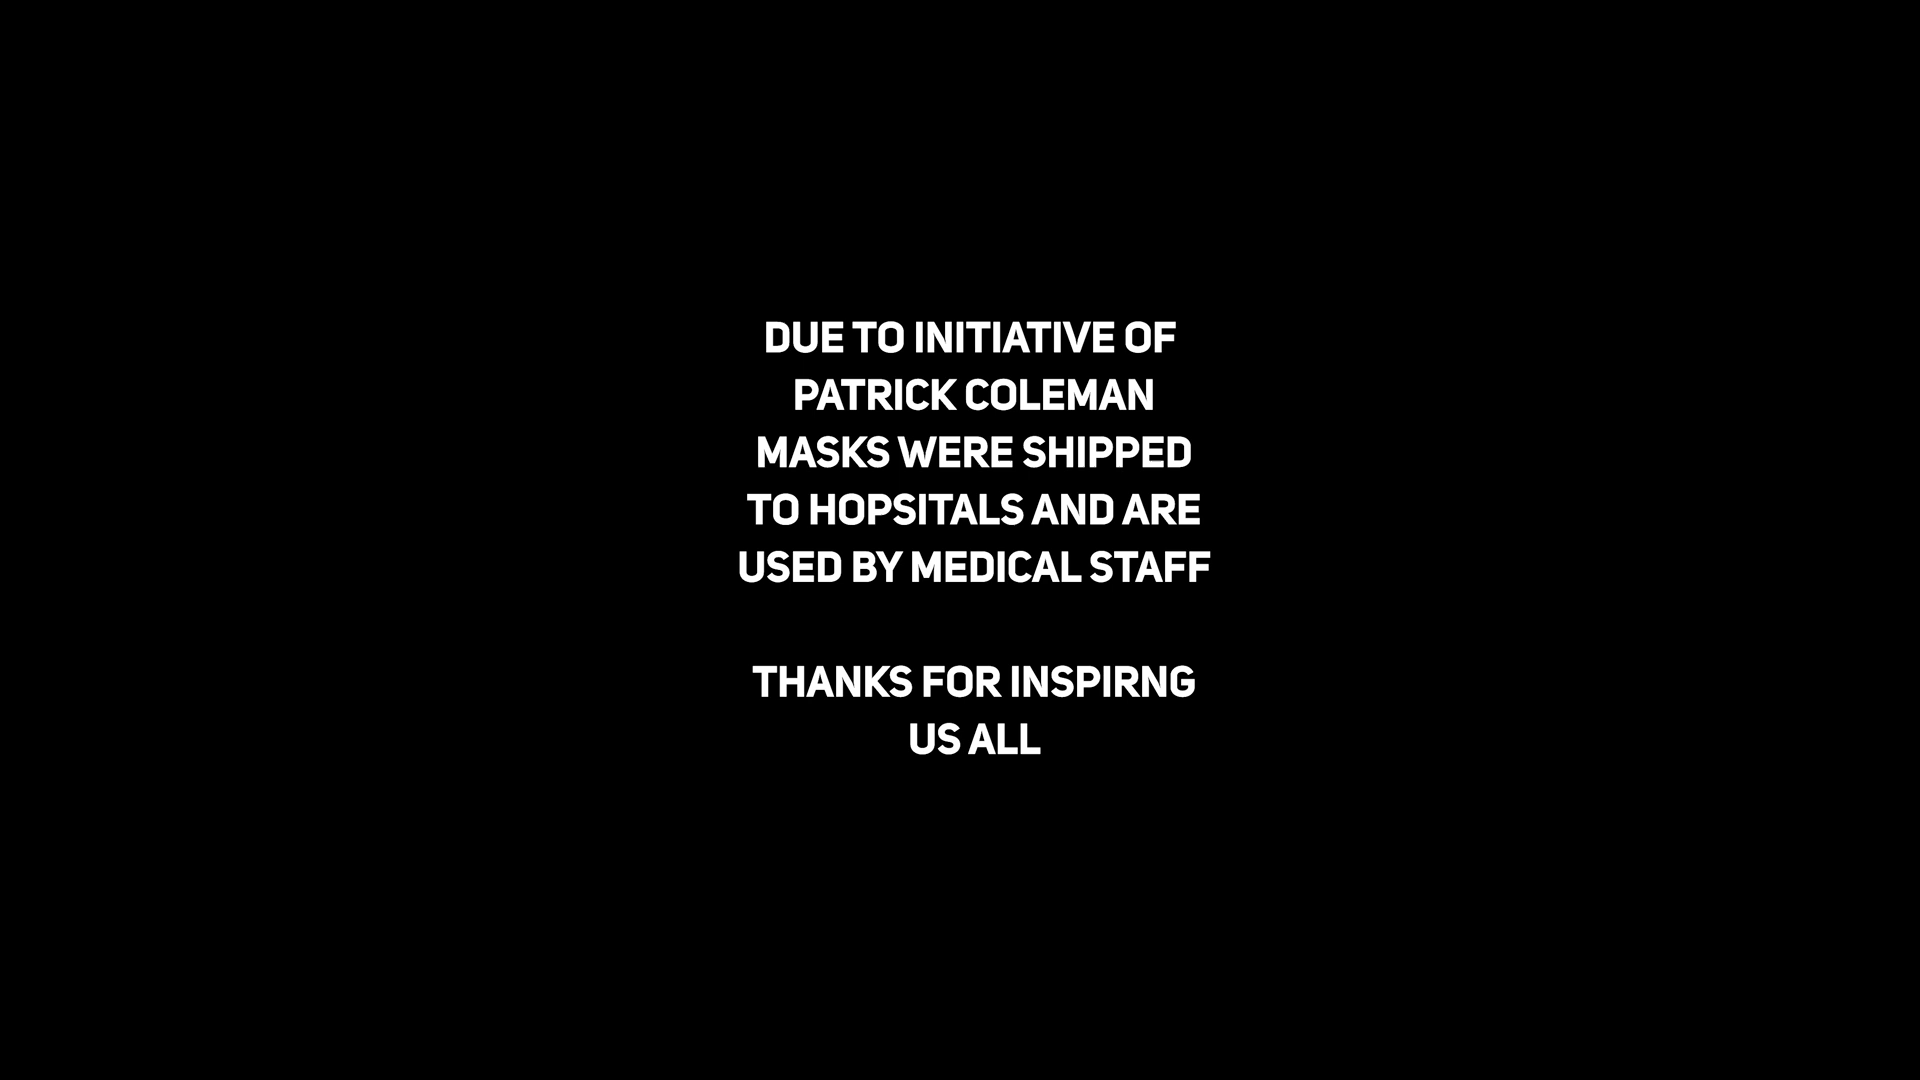 DUE TO INITIATIVE OF
PATRICK COLEMAN
MASKS WERE SHIPPED
TO HOPSITALS AND ARE
USED BY MEDICAL STAFF
THANKS FOR INSPIRNG
US ALL